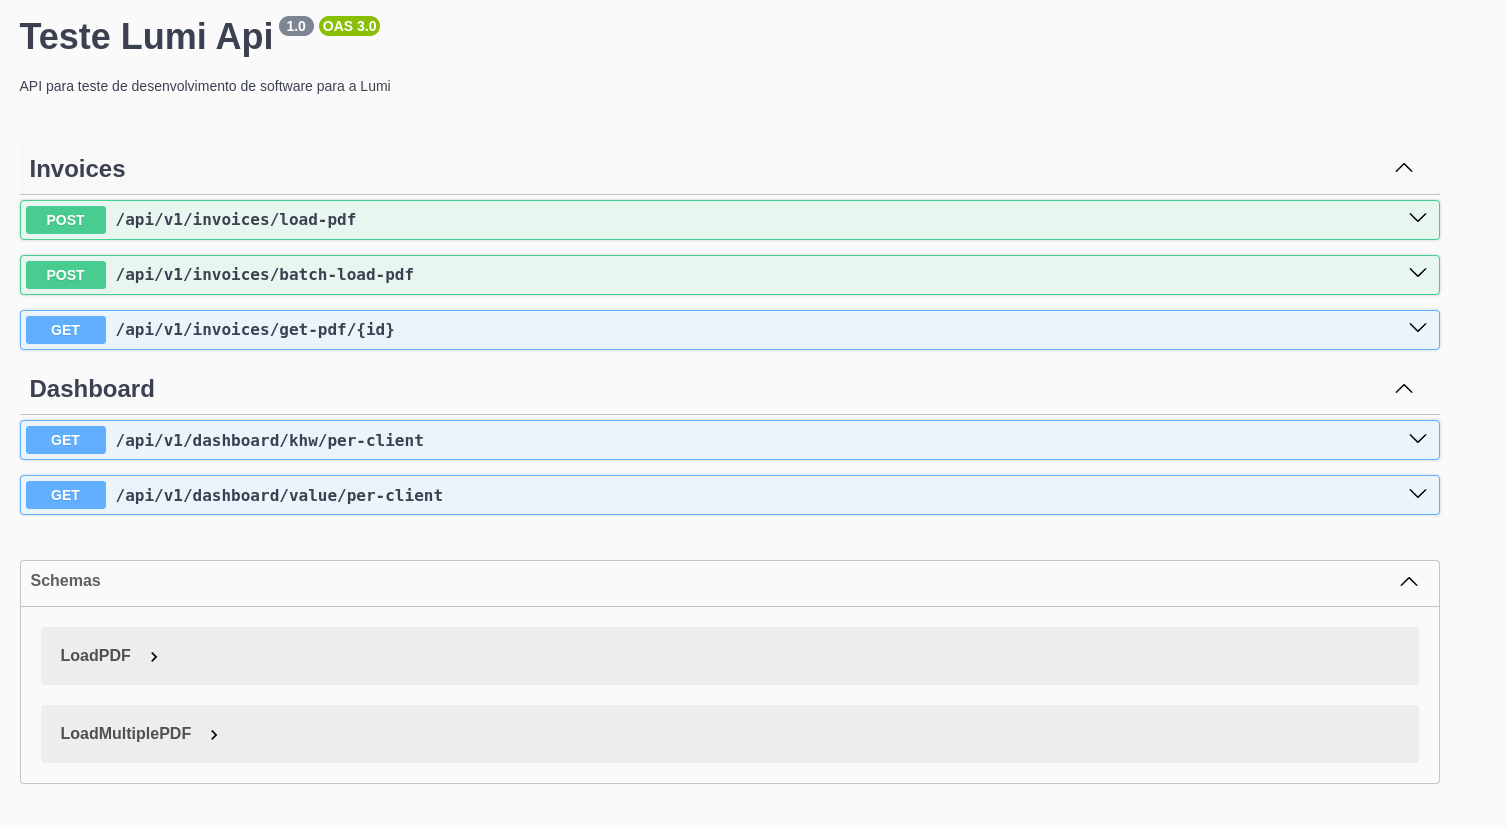 Teste Lumi Api 1.0 OAS 3.0
API para teste de desenvolvimento de software para a Lumi
Invoices
POST /api/v1/invoices/load-pdf
POST /api/v1/invoices/batch-load-pdf
GET /api/v1/invoices/get-pdf/{id}
Dashboard
GET /api/v1/dashboard/khw/per-client
GET /api/v1/dashboard/value/per-client
Schemas
LoadPDF
LoadMultiplePDF